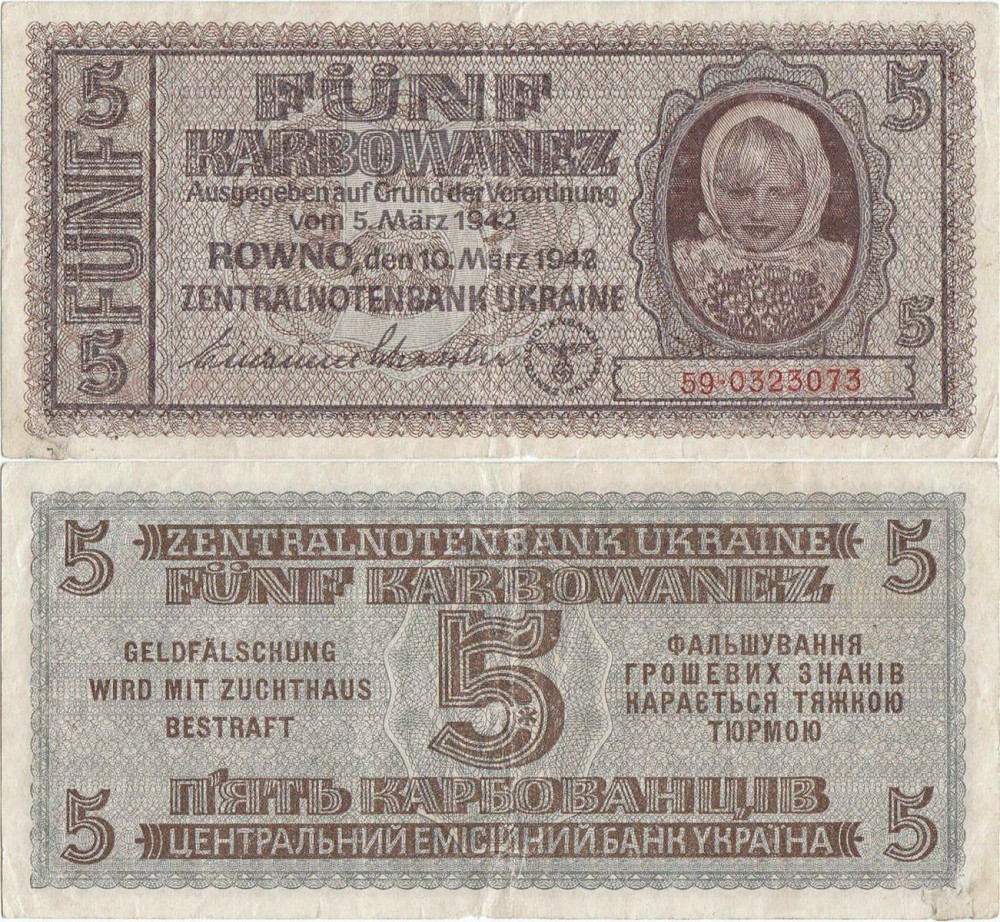 5
FÜNF
5
FÜNF
KARBOWANEZ
Ausgegeben auf Grund der Verordnung
vom 5. März 1942
ROWNO, den 10. März 1942
ZENTRALNOTENBANK UKRAINE
5
5
59·0323073
5
5
ZENTRALNOTENBANK UKRAINE
FÜNF KARBOWANEZ
GELDFÄLSCHUNG
WIRD MIT ZUCHTHAUS
BESTRAFT
5
ФАЛЬШУВАННЯ
ГРОШЕВИХ ЗНАКІВ
КАРАЄТЬСЯ ТЯЖКОЮ
ТЮРМОЮ
П'ЯТЬ КАРБОВАНЦІВ
ЦЕНТРАЛЬНИЙ ЕМІСІЙНИЙ БАНК УКРАЇНА
5
5